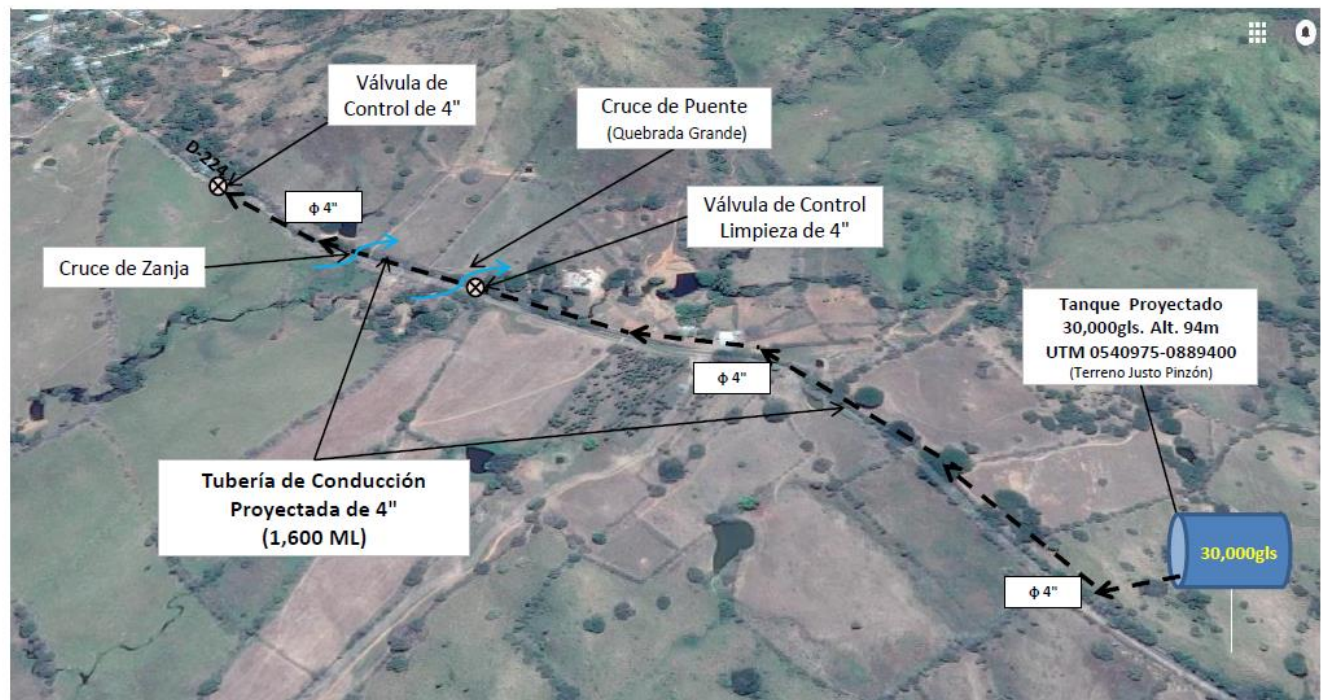 Válvula de
Control de 4"
Cruce de Puente
(Quebrada Grande)
D-224
ϕ 4"
Válvula de Control
Limpieza de 4"
Cruce de Zanja
Tanque Proyectado
30,000gls. Alt. 94m
UTM 0540975-0889400
(Terreno Justo Pinzón)
ϕ 4"
Tubería de Conducción
Proyectada de 4"
(1,600 ML)
30,000gls
ϕ 4"